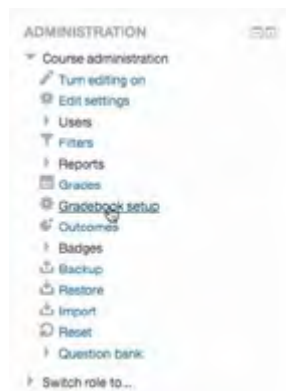 ADMINISTRATION
Course administration
Turn editing on
Edit settings
Users
Filters
Reports
Grades
Gradebook setup
Outcomes
Badges
Backup
Restore
Import
Reset
Question bank
Switch role to...